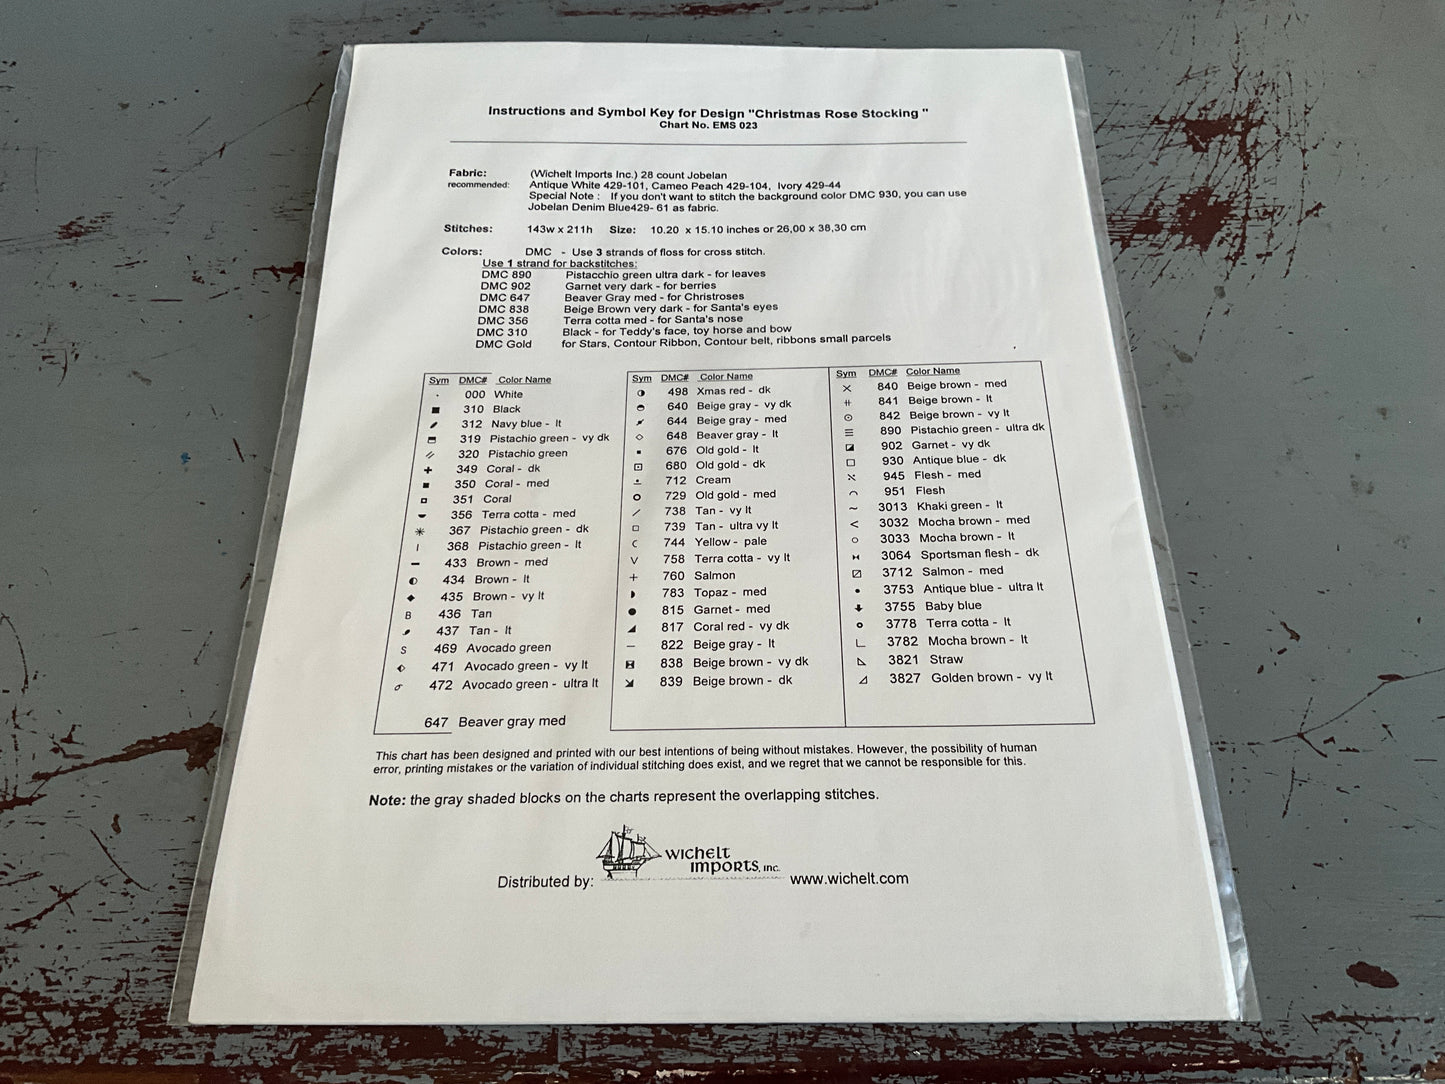 Instructions and Symbol Key for Design "Christmas Rose Stocking "
Chart No. EMS 023
Fabric: (Wichelt Imports Inc.) 28 count Jobelan
recommended: Antique White 429-101, Cameo Peach 429-104, Ivory 429-44
Special Note : If you don't want to stitch the background color DMC 930, you can use
Jobelan Denim Blue429- 61 as fabric.
Stitches: 143w x 211h Size: 10.20 x 15.10 inches or 26,00 x 38,30 cm
Colors: DMC - Use 3 strands of floss for cross stitch.
Use 1 strand for backstitches:
DMC 890 Pistacchio green ultra dark - for leaves
DMC 902 Garnet very dark - for berries
DMC 647 Beaver Gray med - for Christroses
DMC 838 Beige Brown very dark - for Santa's eyes
DMC 356 Terra cotta med - for Santa's nose
DMC 310 Black - for Teddy's face, toy horse and bow
DMC Gold for Stars, Contour Ribbon, Contour belt, ribbons small parcels
Sym DMC# Color Name
000 White
310 Black
312 Navy blue - lt
319 Pistachio green - vy dk
320 Pistachio green
349 Coral - dk
350 Coral - med
351 Coral
356 Terra cotta - med
367 Pistachio green - dk
368 Pistachio green - lt
433 Brown - med
434 Brown - lt
435 Brown - vy lt
B 436 Tan
437 Tan - lt
S 469 Avocado green
471 Avocado green - vy lt
472 Avocado green - ultra lt
647 Beaver gray med
Sym DMC# Color Name
498 Xmas red - dk
640 Beige gray - vy dk
644 Beige gray - med
648 Beaver gray - lt
676 Old gold - lt
680 Old gold - dk
712 Cream
729 Old gold - med
738 Tan - vy lt
739 Tan - ultra vy lt
744 Yellow - pale
758 Terra cotta - vy lt
760 Salmon
783 Topaz - med
815 Garnet - med
817 Coral red - vy dk
822 Beige gray - lt
838 Beige brown - vy dk
839 Beige brown - dk
Sym DMC# Color Name
840 Beige brown - med
841 Beige brown - lt
842 Beige brown - vy lt
890 Pistachio green - ultra dk
902 Garnet - vy dk
930 Antique blue - dk
945 Flesh - med
951 Flesh
3013 Khaki green - lt
3032 Mocha brown - med
3033 Mocha brown - lt
3064 Sportsman flesh - dk
3712 Salmon - med
3753 Antique blue - ultra lt
3755 Baby blue
3778 Terra cotta - lt
3782 Mocha brown - lt
3821 Straw
3827 Golden brown - vy lt
This chart has been designed and printed with our best intentions of being without mistakes. However, the possibility of human
error, printing mistakes or the variation of individual stitching does exist, and we regret that we cannot be responsible for this.
Note: the gray shaded blocks on the charts represent the overlapping stitches.
Distributed by: Wichelt Imports, Inc. www.wichelt.com